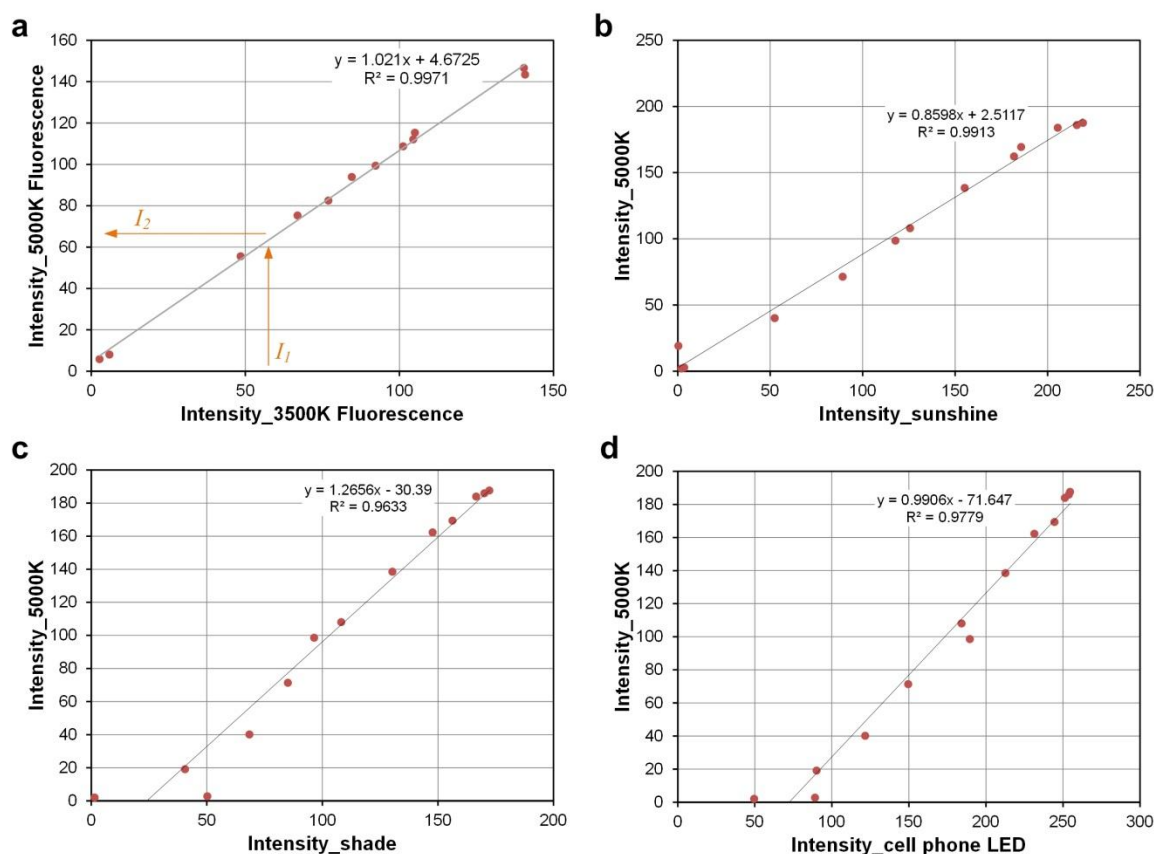 a
y = 1.021x + 4.6725
R² = 0.9971
Intensity_5000K Fluorescence
160
140
120
100
80
60
40
20
0
I2
I1
0 50 100 150
Intensity_3500K Fluorescence
b
y = 0.8598x + 2.5117
R² = 0.9913
Intensity_5000K
250
200
150
100
50
0
0 50 100 150 200 250
Intensity_sunshine
c
y = 1.2656x - 30.39
R² = 0.9633
Intensity_5000K
200
180
160
140
120
100
80
60
40
20
0
0 50 100 150 200
Intensity_shade
d
y = 0.9906x - 71.647
R² = 0.9779
Intensity_5000K
200
180
160
140
120
100
80
60
40
20
0
0 50 100 150 200 250 300
Intensity_cell phone LED